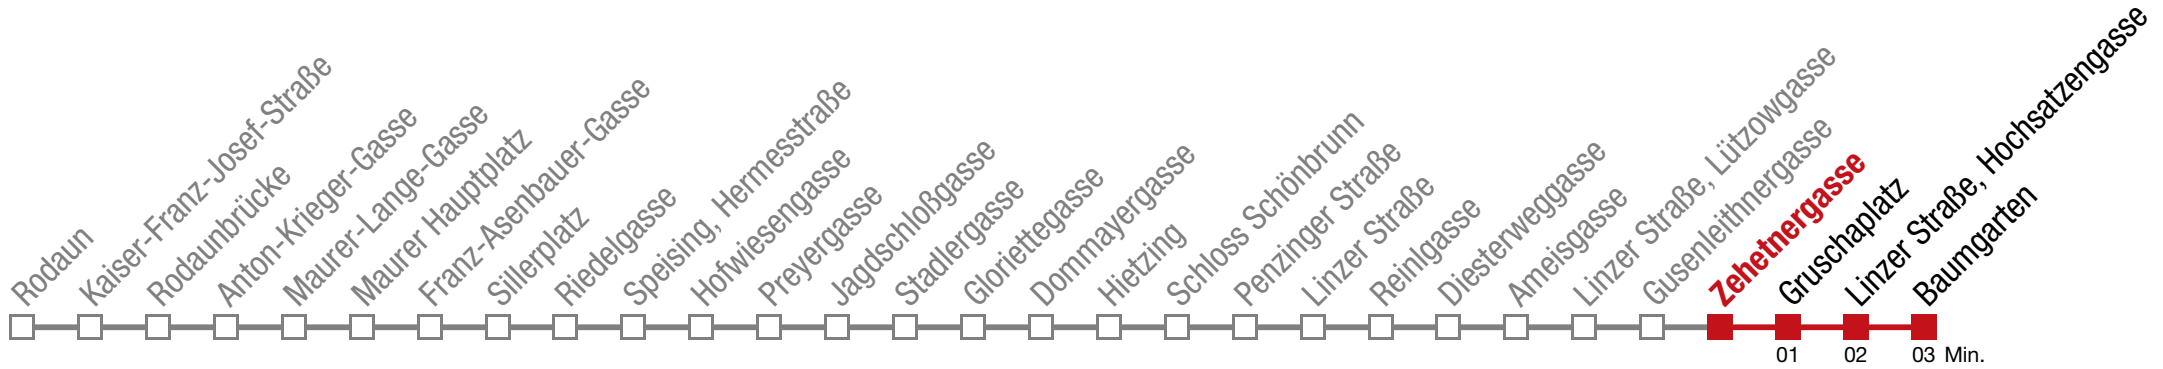 Rodaun
Kaiser-Franz-Josef-Straße
Rodaunbrücke
Anton-Krieger-Gasse
Maurer-Lange-Gasse
Maurer Hauptplatz
Franz-Asenbauer-Gasse
Sillerplatz
Riedelgasse
Speising, Hermesstraße
Hofwiesengasse
Preyergasse
Jagdschloßgasse
Stadlergasse
Gloriettegasse
Dommayergasse
Hietzing
Schloss Schönbrunn
Penzinger Straße
Linzer Straße
Reinlgasse
Diesterweggasse
Ameisgasse
Linzer Straße, Lützowgasse
Gusenleithnergasse
Zehetnergasse
Gruschaplatz
Linzer Straße, Hochsatzengasse
Baumgarten
01 02 03 Min.